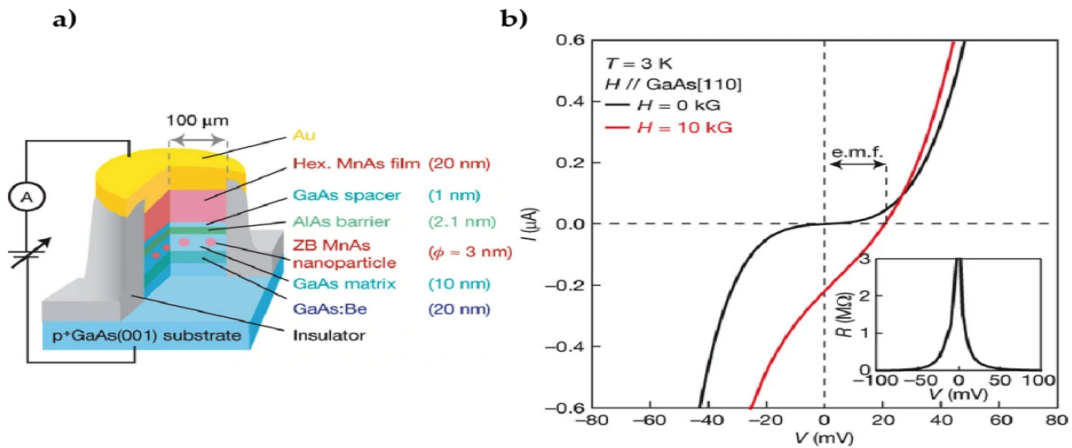 a)
100 μm
Au
Hex. MnAs film (20 nm)
GaAs spacer (1 nm)
AlAs barrier (2.1 nm)
ZB MnAs
nanoparticle (ϕ ≈ 3 nm)
GaAs matrix (10 nm)
GaAs:Be (20 nm)
Insulator
p⁺GaAs(001) substrate
A
b)
0.6
0.4
0.2
0.0
−0.2
−0.4
−0.6
I (μA)
T = 3 K
H // GaAs[110]
H = 0 kG
H = 10 kG
e.m.f.
3
2
1
0
R (MΩ)
−100 −50 0 50 100
V (mV)
−80 −60 −40 −20 0 20 40 60 80
V (mV)